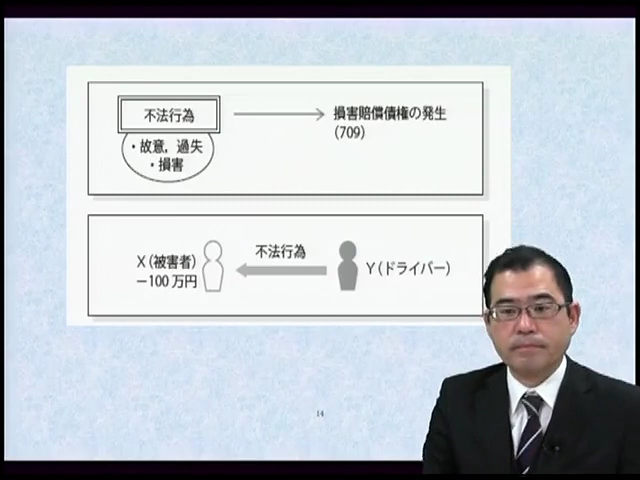 不法行為
・故意,過失
・損害
損害賠償債権の発生
(709)
X(被害者)
－100万円
不法行為
Y(ドライバー)
14